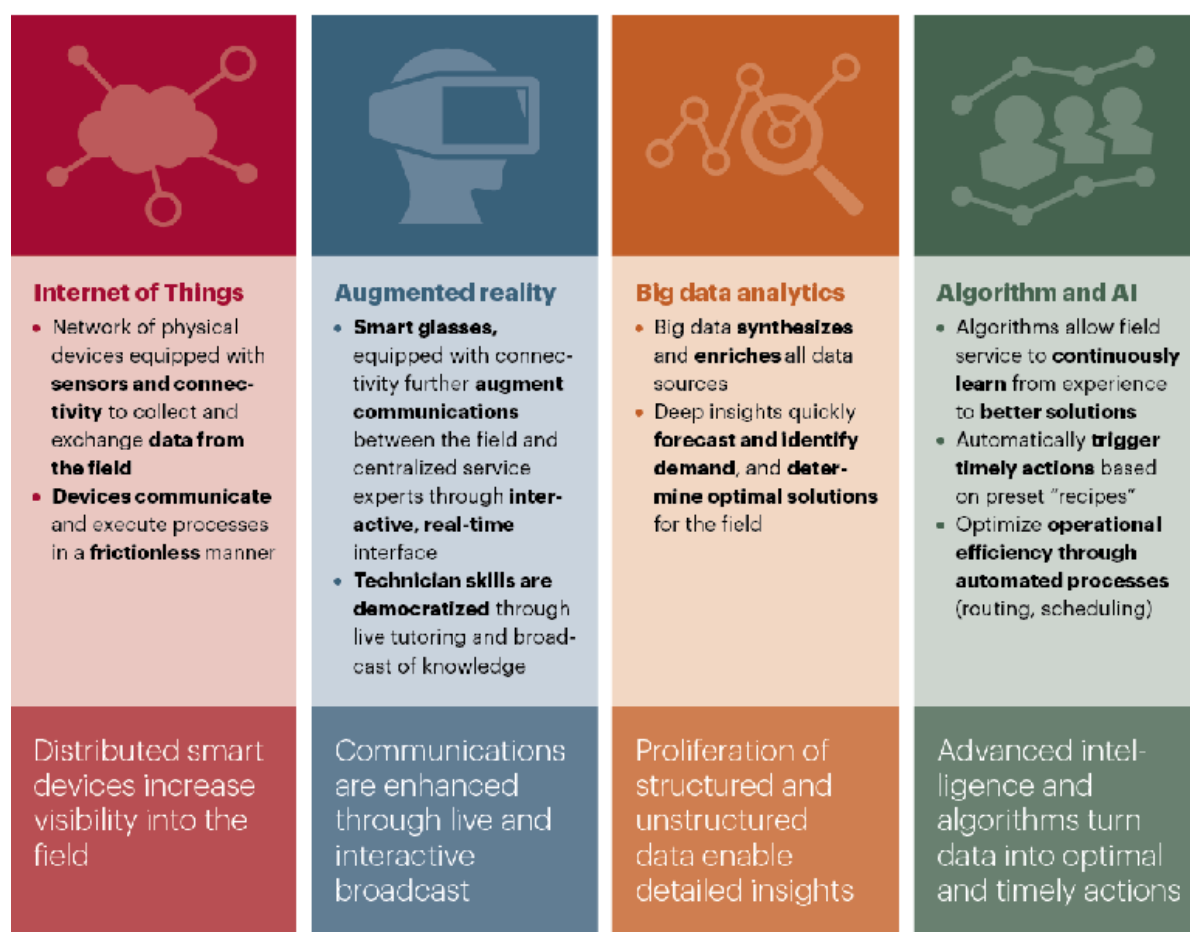 Internet of Things
• Network of physical
devices equipped with
sensors and connec-
tivity to collect and
exchange data from
the field
• Devices communicate
and execute processes
in a frictionless manner
Distributed smart
devices increase
visibility into the
field
Augmented reality
• Smart glasses,
equipped with connec-
tivity further augment
communications
between the field and
centralized service
experts through inter-
active, real-time
interface
• Technician skills are
democratized through
live tutoring and broad-
cast of knowledge
Communications
are enhanced
through live and
interactive
broadcast
Big data analytics
• Big data synthesizes
and enriches all data
sources
• Deep insights quickly
forecast and identify
demand, and deter-
mine optimal solutions
for the field
Proliferation of
structured and
unstructured
data enable
detailed insights
Algorithm and AI
• Algorithms allow field
service to continuously
learn from experience
to better solutions
• Automatically trigger
timely actions based
on preset “recipes”
• Optimize operational
efficiency through
automated processes
(routing, scheduling)
Advanced intel-
ligence and
algorithms turn
data into optimal
and timely actions